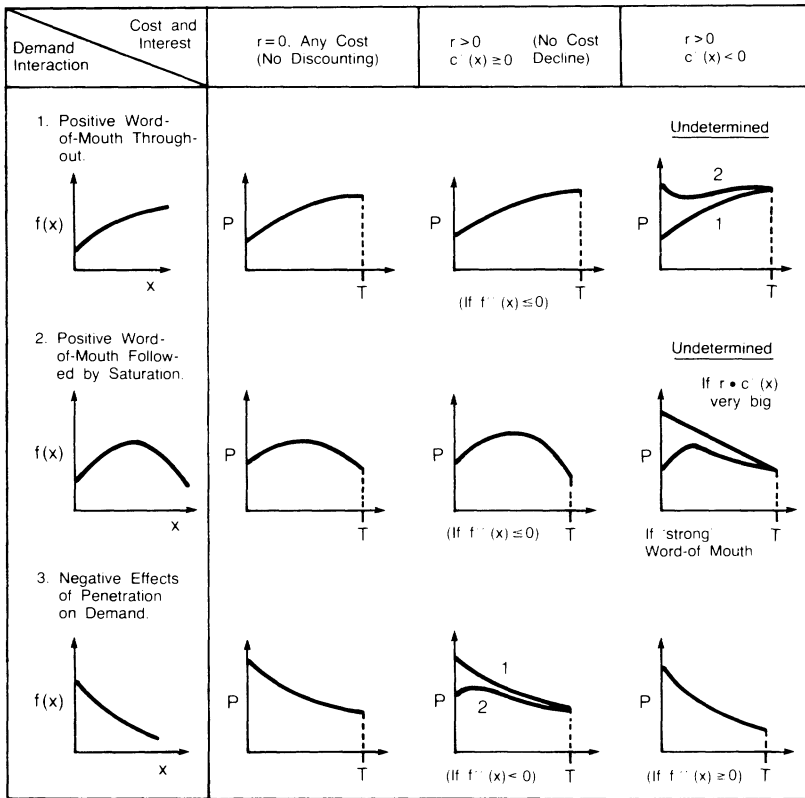 Cost and
Interest
Demand
Interaction
r=0. Any Cost
(No Discounting)
r>0 (No Cost
c'(x)≥0 Decline)
r>0
c'(x)<0
1. Positive Word-
of-Mouth Through-
out.
f(x)
x
P
T
P
T
(If f''(x)≤0)
Undetermined
P
2
1
T
2. Positive Word-
of-Mouth Follow-
ed by Saturation.
f(x)
x
P
T
P
T
(If f''(x)≤0)
Undetermined
If r•c'(x)
very big
P
T
If 'strong'
Word-of Mouth
3. Negative Effects
of Penetration
on Demand.
f(x)
x
P
T
P
1
2
T
(If f''(x)<0)
P
T
(If f''(x)≥0)